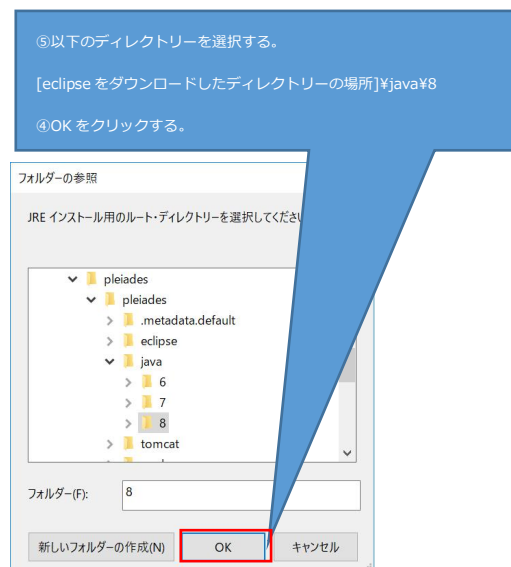 ⑤以下のディレクトリーを選択する。
[eclipse をダウンロードしたディレクトリーの場所]¥java¥8
④OK をクリックする。
フォルダーの参照
JRE インストール用のルート・ディレクトリーを選択してくださ
pleiades
pleiades
.metadata.default
eclipse
java
6
7
8
tomcat
フォルダー(F):
8
新しいフォルダーの作成(N)
OK
キャンセル